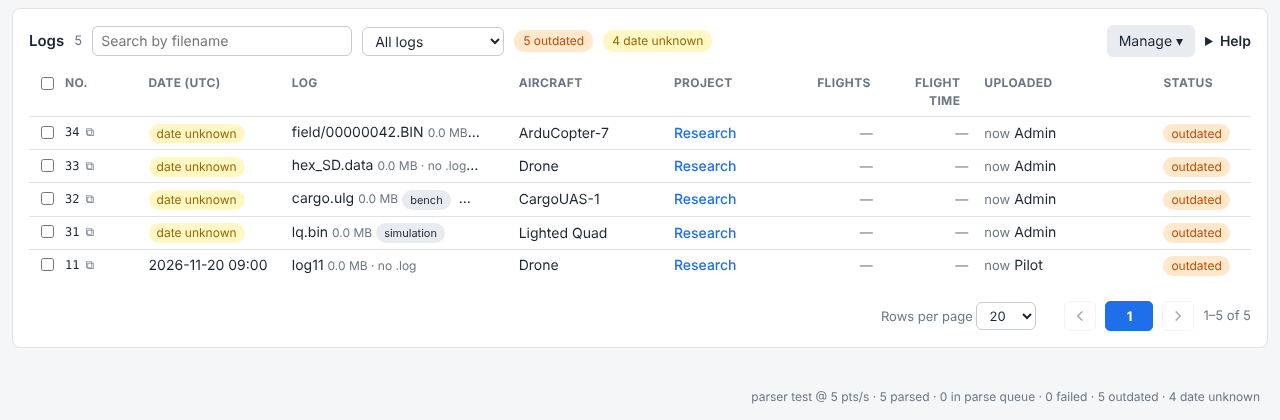 Logs 5 Search by filename All logs 5 outdated 4 date unknown Manage ▾ ▶ Help
NO. DATE (UTC) LOG AIRCRAFT PROJECT FLIGHTS FLIGHT TIME UPLOADED STATUS
34 date unknown field/00000042.BIN 0.0 MB... ArduCopter-7 Research — — now Admin outdated
33 date unknown hex_SD.data 0.0 MB · no .log... Drone Research — — now Admin outdated
32 date unknown cargo.ulg 0.0 MB bench ... CargoUAS-1 Research — — now Admin outdated
31 date unknown lq.bin 0.0 MB simulation Lighted Quad Research — — now Admin outdated
11 2026-11-20 09:00 log11 0.0 MB · no .log Drone Research — — now Pilot outdated
Rows per page 20 1 1–5 of 5
parser test @ 5 pts/s · 5 parsed · 0 in parse queue · 0 failed · 5 outdated · 4 date unknown